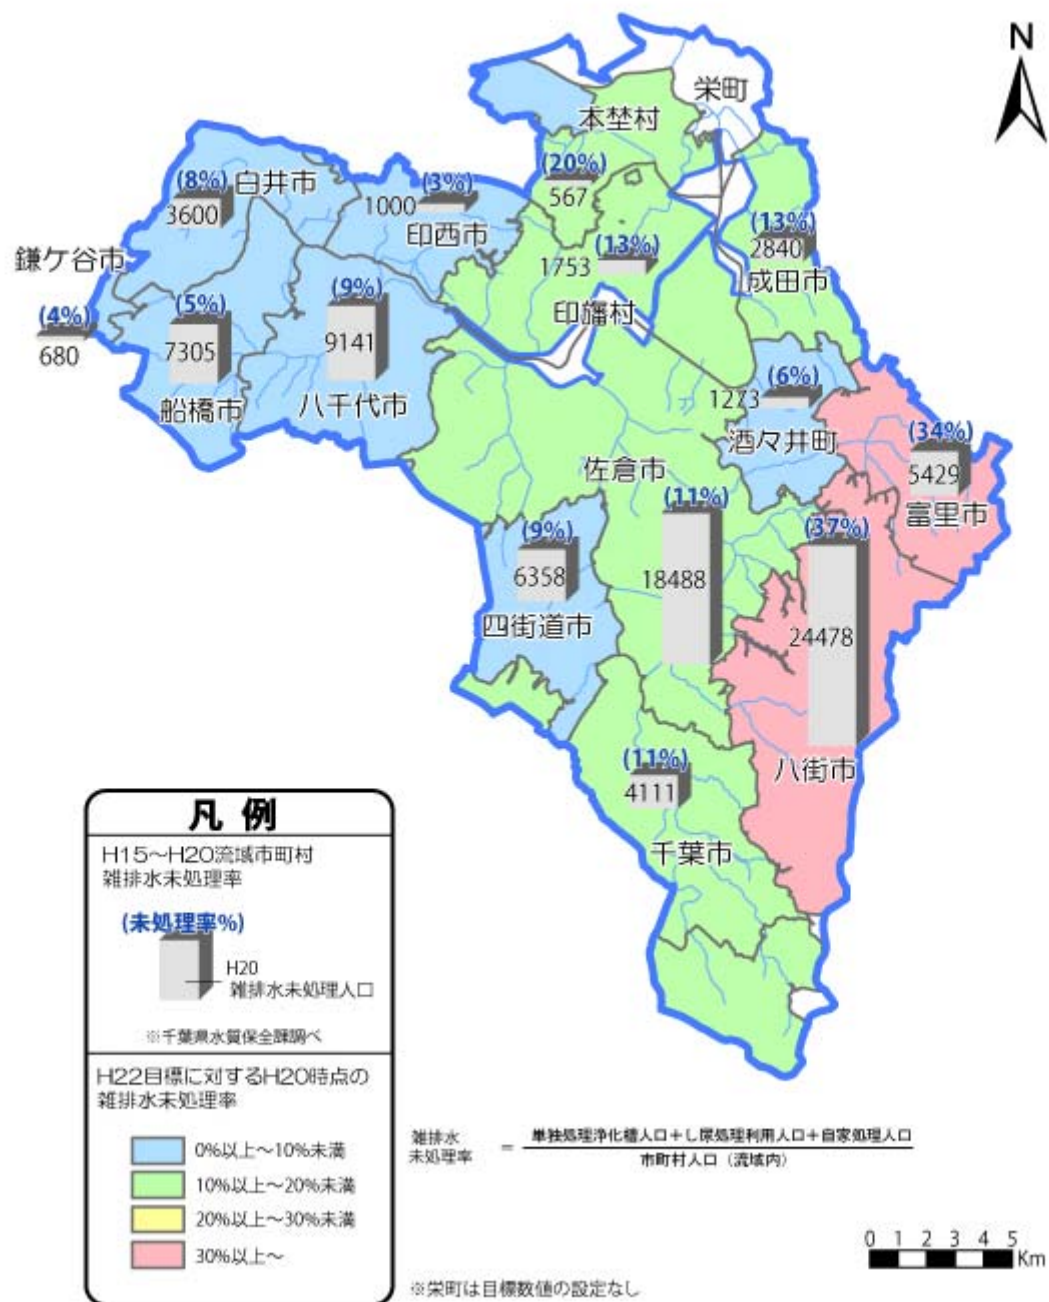 N
栄町
本埜村
(20%)
567
(8%)
白井市
3600
(3%)
1000
印西市
(13%)
2840
成田市
(13%)
1753
印旛村
鎌ケ谷市
(4%)
680
(5%)
7305
船橋市
(9%)
9141
八千代市
(6%)
1273
酒々井町
佐倉市
(11%)
18488
(34%)
5429
富里市
(9%)
6358
四街道市
(37%)
24478
八街市
(11%)
4111
千葉市
凡 例
H15～H20流域市町村
雑排水未処理率
(未処理率%)
H20
雑排水未処理人口
※千葉県水質保全課調べ
H22目標に対するH20時点の
雑排水未処理率
0%以上～10%未満
10%以上～20%未満
20%以上～30%未満
30%以上～
雑排水
未処理率
=
単独処理浄化槽人口＋し尿処理利用人口＋自家処理人口
市町村人口（流域内）
0 1 2 3 4 5
Km
※栄町は目標数値の設定なし